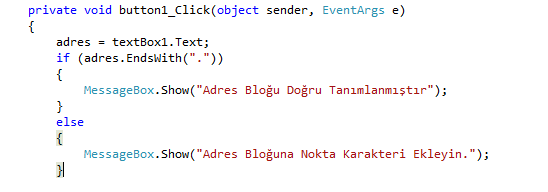 private void button1_Click(object sender, EventArgs e)
{
adres = textBox1.Text;
if (adres.EndsWith("."))
{
MessageBox.Show("Adres Bloğu Doğru Tanımlanmıştır");
}
else
{
MessageBox.Show("Adres Bloğuna Nokta Karakteri Ekleyin.");
}